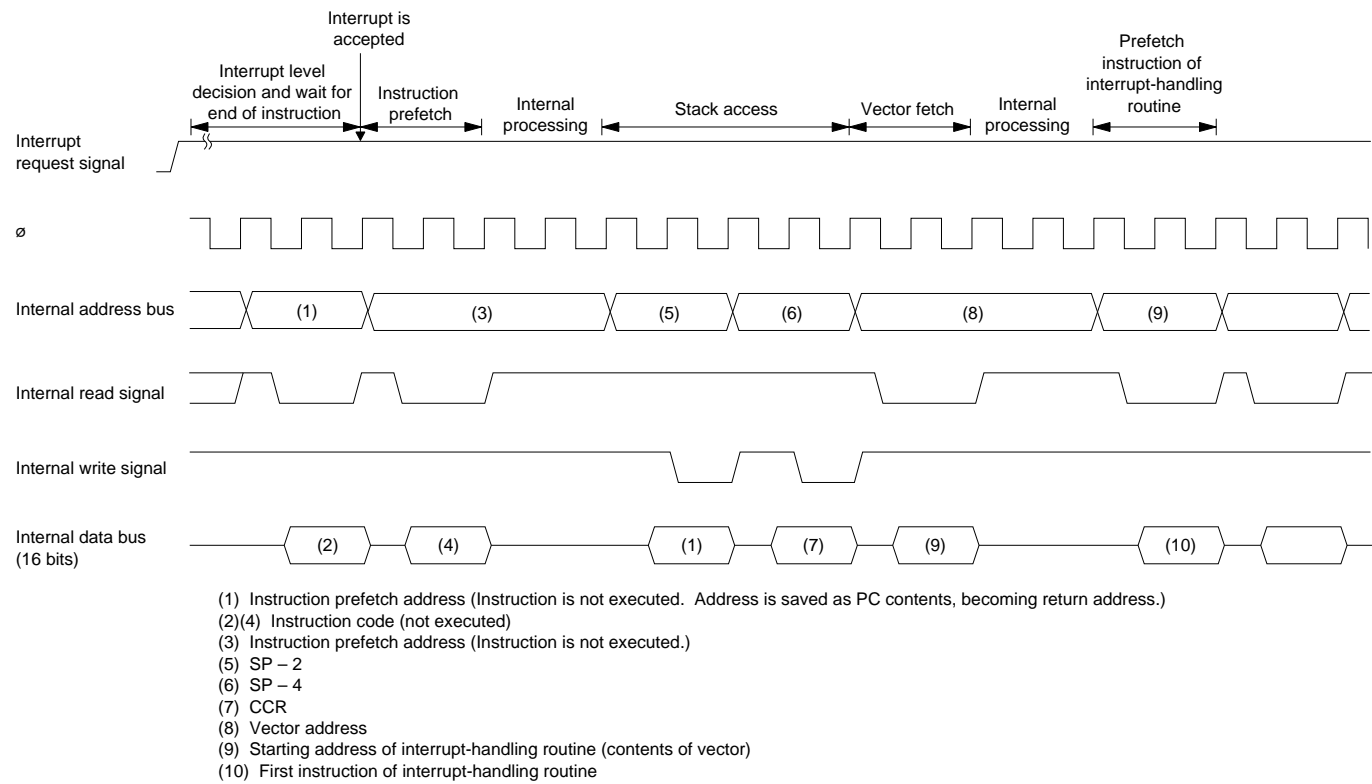 Interrupt is
accepted
Interrupt level
decision and wait for
end of instruction
Instruction
prefetch
Internal
processing
Stack access
Vector fetch
Internal
processing
Prefetch
instruction of
interrupt-handling
routine
Interrupt
request signal
ø
Internal address bus
(1)
(3)
(5)
(6)
(8)
(9)
Internal read signal
Internal write signal
Internal data bus
(16 bits)
(2)
(4)
(1)
(7)
(9)
(10)
(1) Instruction prefetch address (Instruction is not executed. Address is saved as PC contents, becoming return address.)
(2)(4) Instruction code (not executed)
(3) Instruction prefetch address (Instruction is not executed.)
(5) SP – 2
(6) SP – 4
(7) CCR
(8) Vector address
(9) Starting address of interrupt-handling routine (contents of vector)
(10) First instruction of interrupt-handling routine